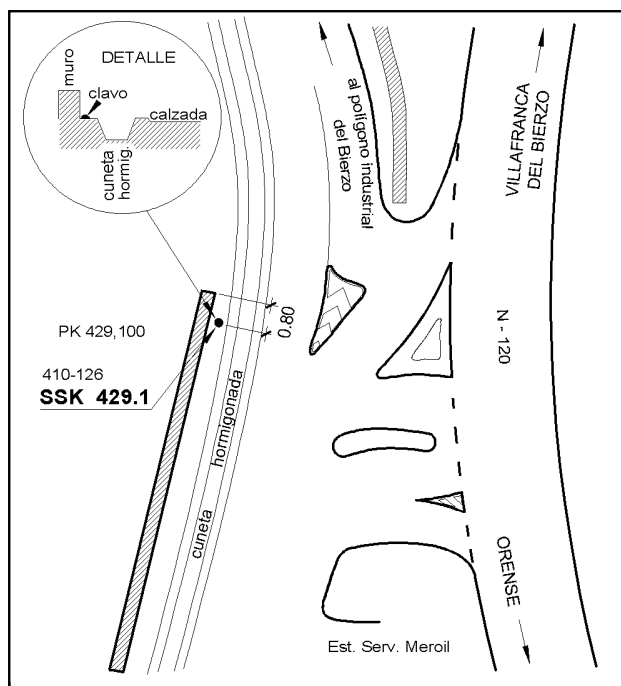 DETALLE
muro
clavo
calzada
cuneta
hormig.
al polígono industrial
del Bierzo
VILLAFRANCA
DEL BIERZO
N - 120
0.80
PK 429,100
410-126
SSK 429.1
cuneta hormigonada
ORENSE
Est. Serv. Meroil